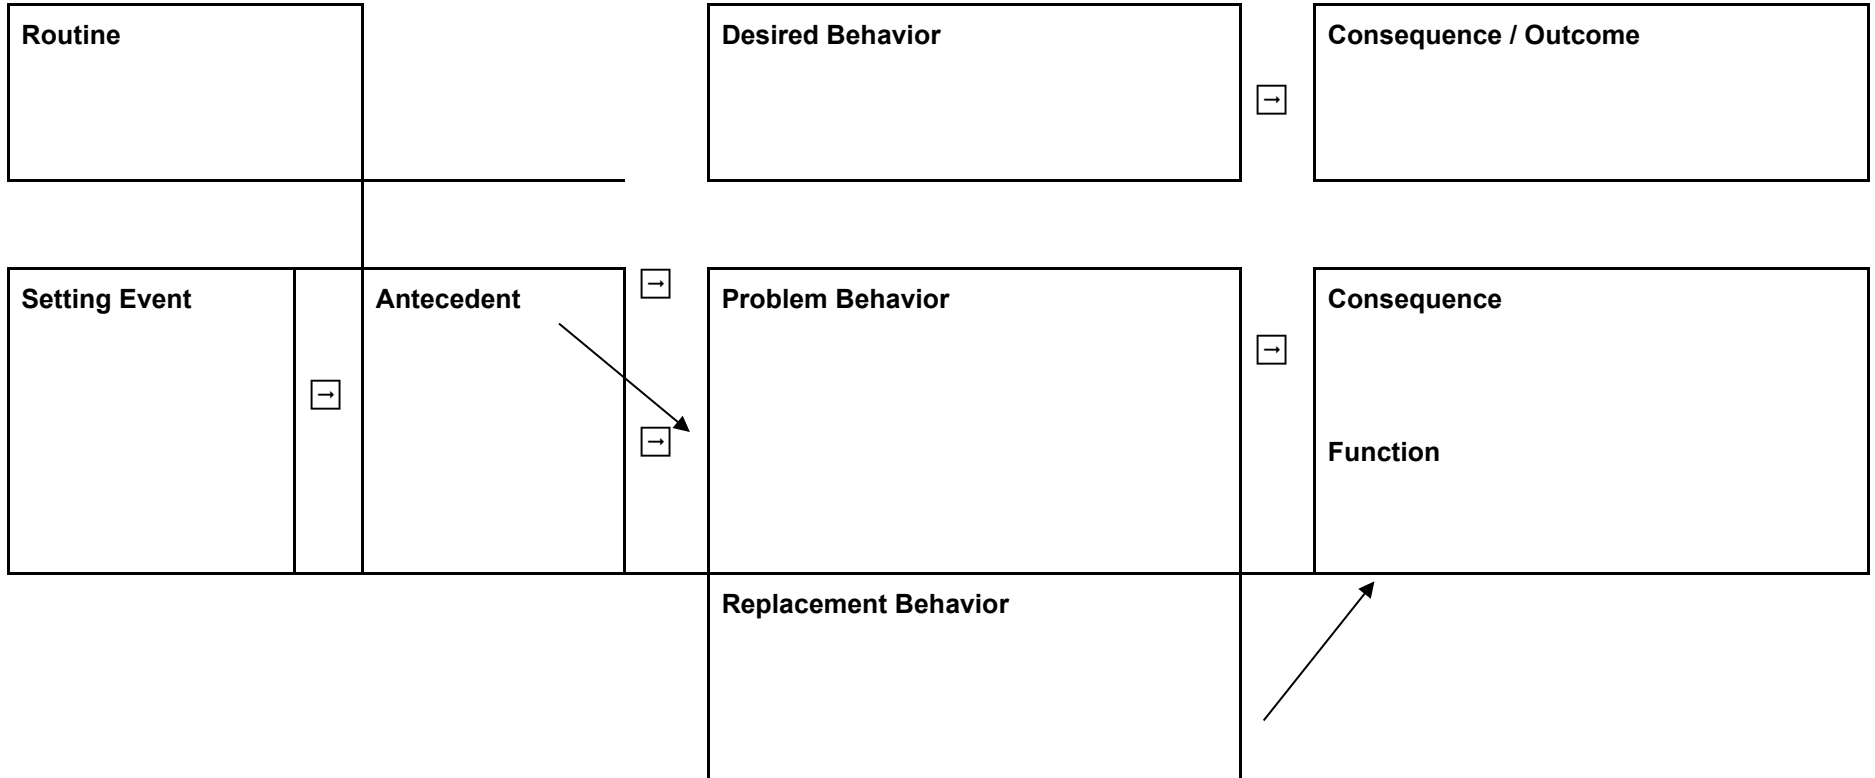 Routine
Desired Behavior
Consequence / Outcome
→
Setting Event
→
Antecedent
→
→
Problem Behavior
→
Consequence
Function
Replacement Behavior